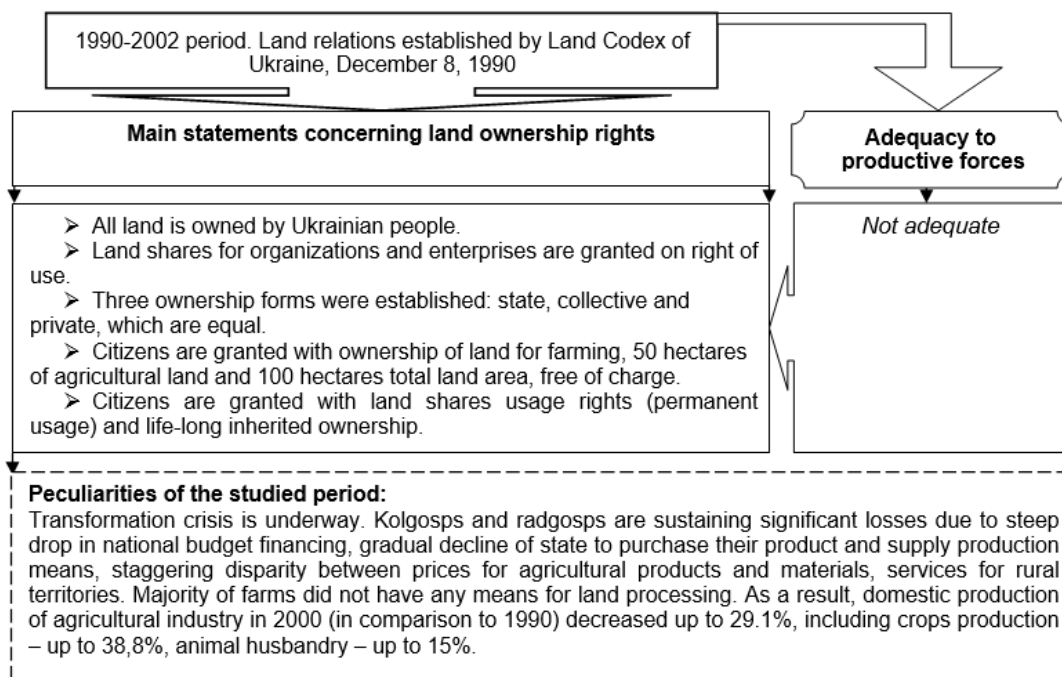 1990-2002 period. Land relations established by Land Codex of
Ukraine, December 8, 1990
Main statements concerning land ownership rights
Adequacy to
productive forces
➢ All land is owned by Ukrainian people.
➢ Land shares for organizations and enterprises are granted on right of
use.
➢ Three ownership forms were established: state, collective and
private, which are equal.
➢ Citizens are granted with ownership of land for farming, 50 hectares
of agricultural land and 100 hectares total land area, free of charge.
➢ Citizens are granted with land shares usage rights (permanent
usage) and life-long inherited ownership.
Not adequate
Peculiarities of the studied period:
Transformation crisis is underway. Kolgosps and radgosps are sustaining significant losses due to steep
drop in national budget financing, gradual decline of state to purchase their product and supply production
means, staggering disparity between prices for agricultural products and materials, services for rural
territories. Majority of farms did not have any means for land processing. As a result, domestic production
of agricultural industry in 2000 (in comparison to 1990) decreased up to 29.1%, including crops production
– up to 38,8%, animal husbandry – up to 15%.